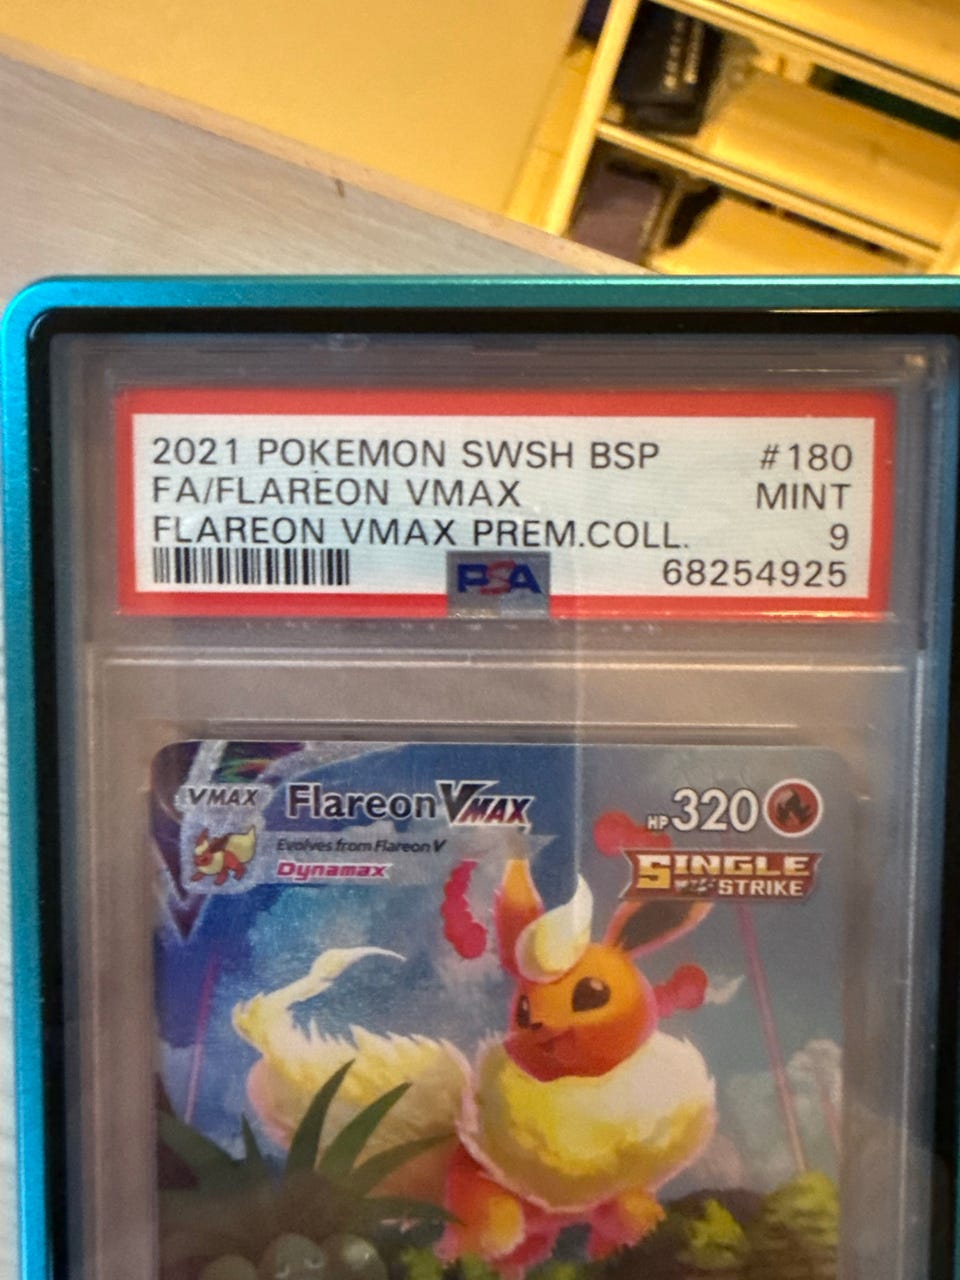 2021 POKEMON SWSH BSP #180
FA/FLAREON VMAX MINT
FLAREON VMAX PREM.COLL. 9
PSA 68254925
VMAX Flareon VMAX HP 320
Evolves from Flareon V
Dynamax
SINGLE
STRIKE